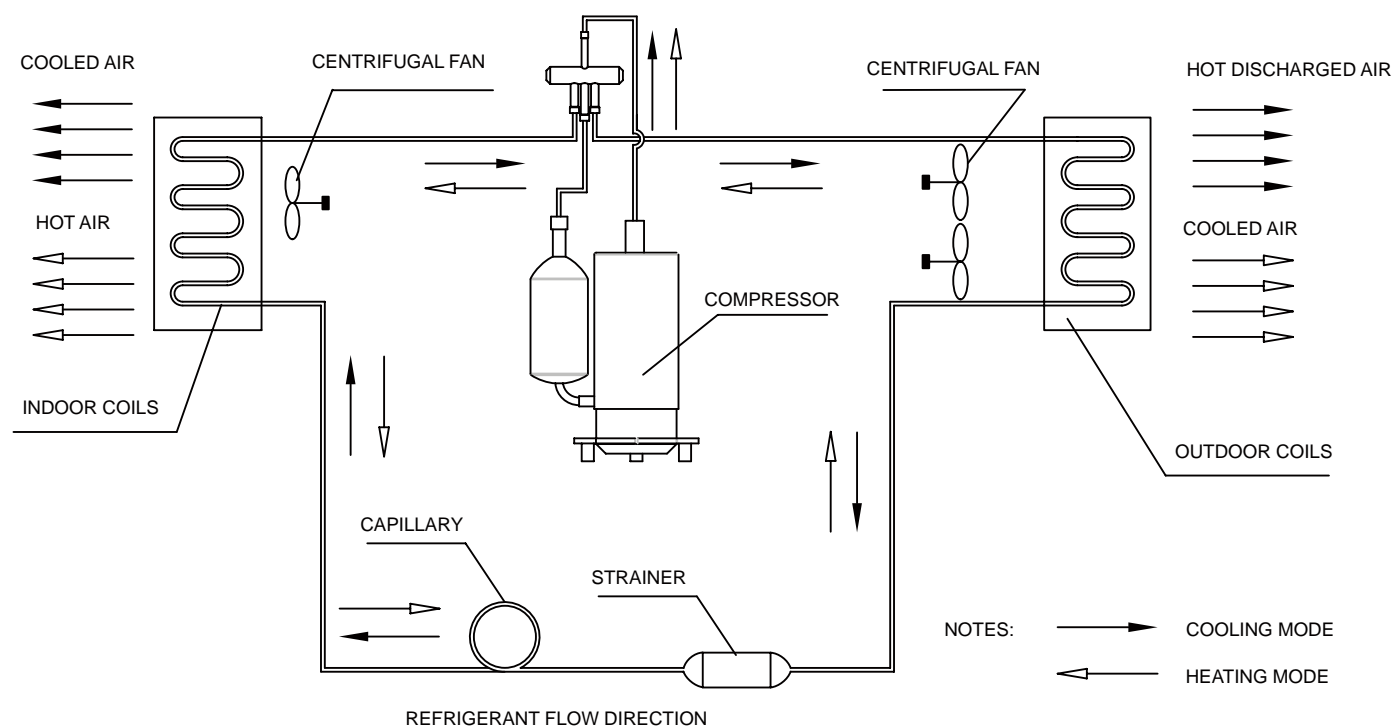 COOLED AIR
CENTRIFUGAL FAN
CENTRIFUGAL FAN
HOT DISCHARGED AIR
HOT AIR
COOLED AIR
COMPRESSOR
INDOOR COILS
OUTDOOR COILS
CAPILLARY
STRAINER
NOTES:
COOLING MODE
HEATING MODE
REFRIGERANT FLOW DIRECTION